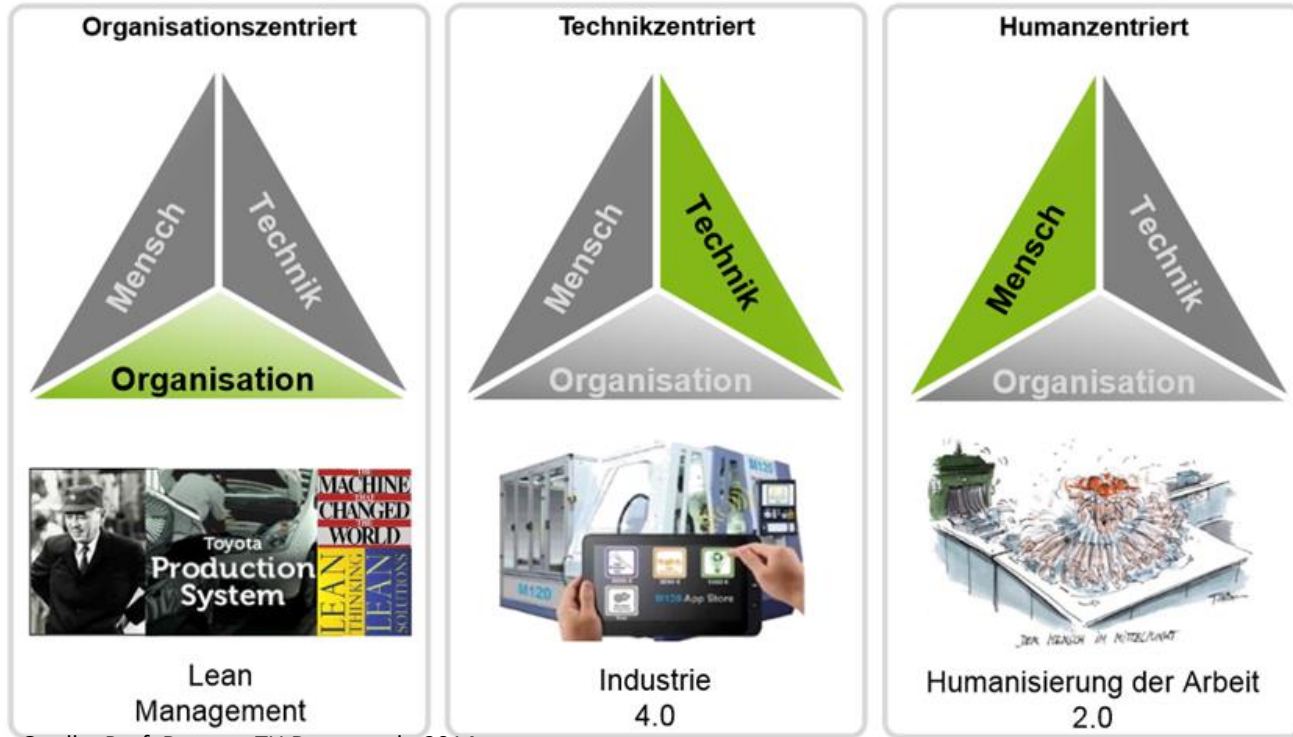 Organisationszentriert
Mensch
Technik
Organisation
Toyota
Production
System
THE
MACHINE
THAT
CHANGED
THE
WORLD
LEAN
THINKING
LEAN
SOLUTIONS
Lean
Management
Technikzentriert
Mensch
Technik
Organisation
M120
M120
M120 App Store
Industrie
4.0
Humanzentriert
Mensch
Technik
Organisation
DER MENSCH IM MITTELPUNKT
Humanisierung der Arbeit
2.0